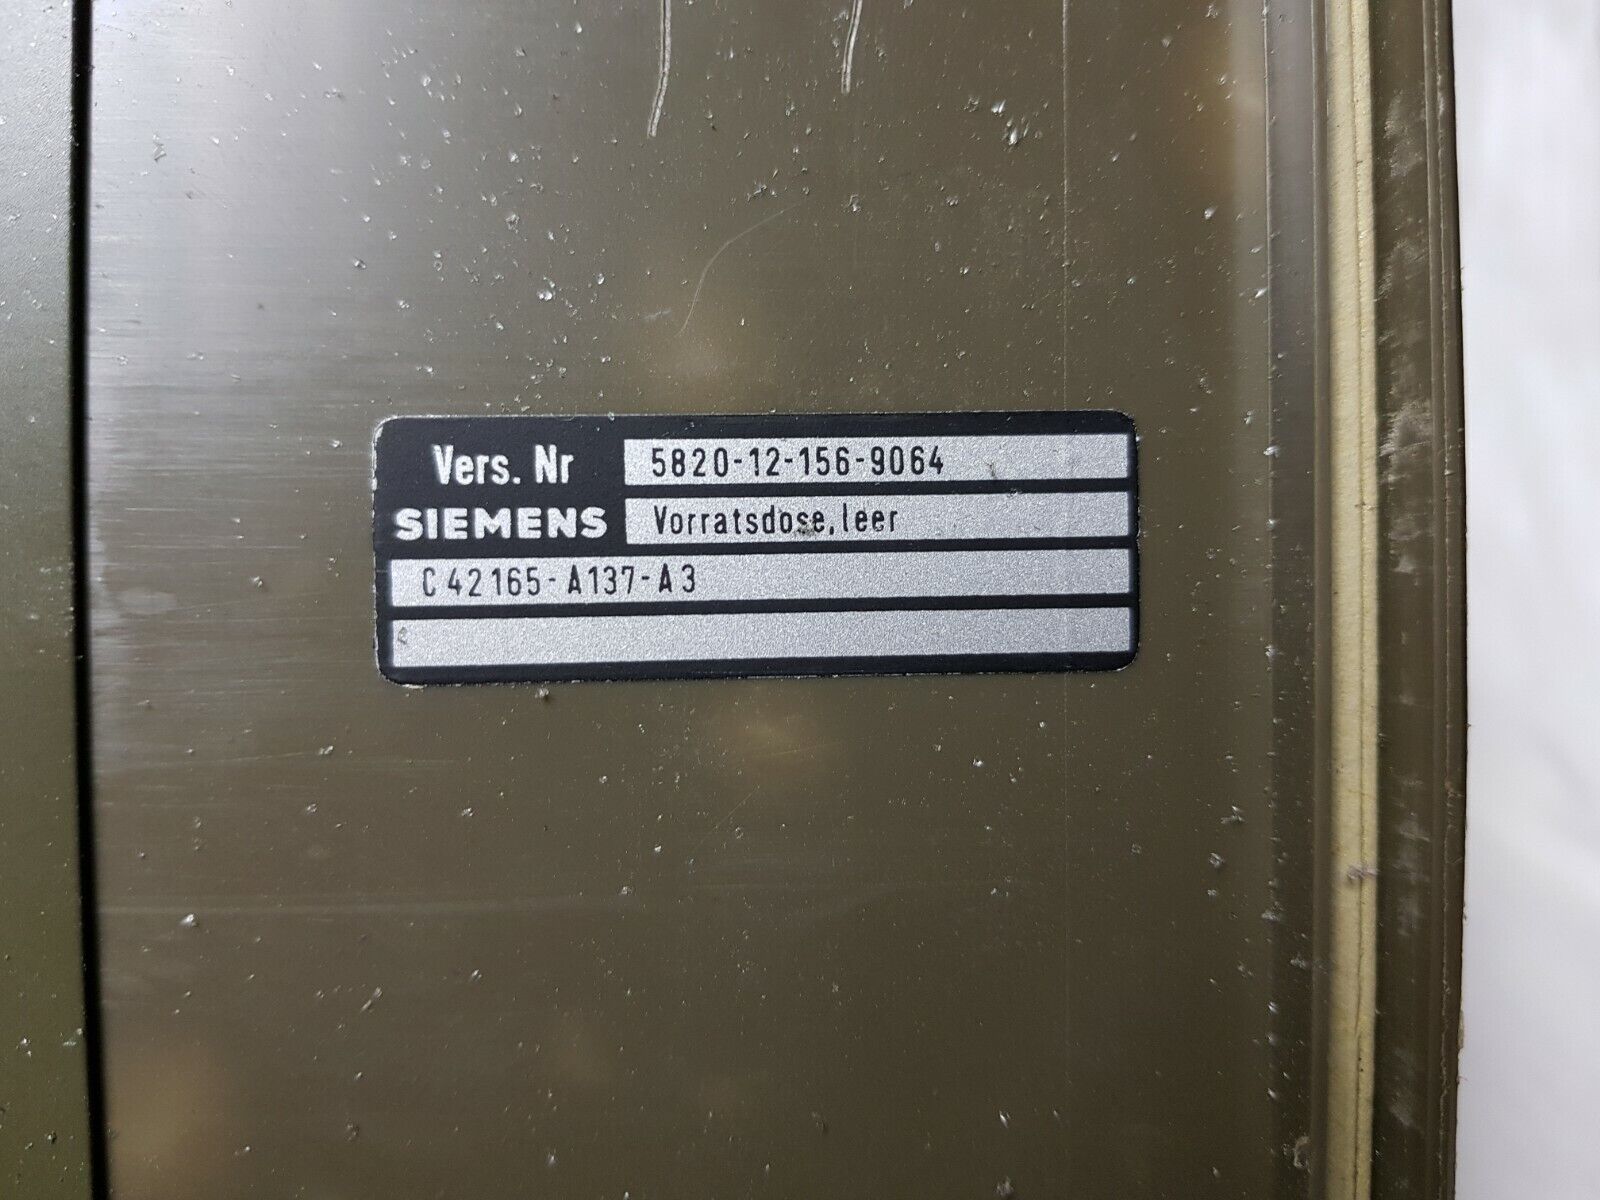 Vers. Nr 5820-12-156-9064
SIEMENS Vorratsdose, leer
C 42165-A137-A3